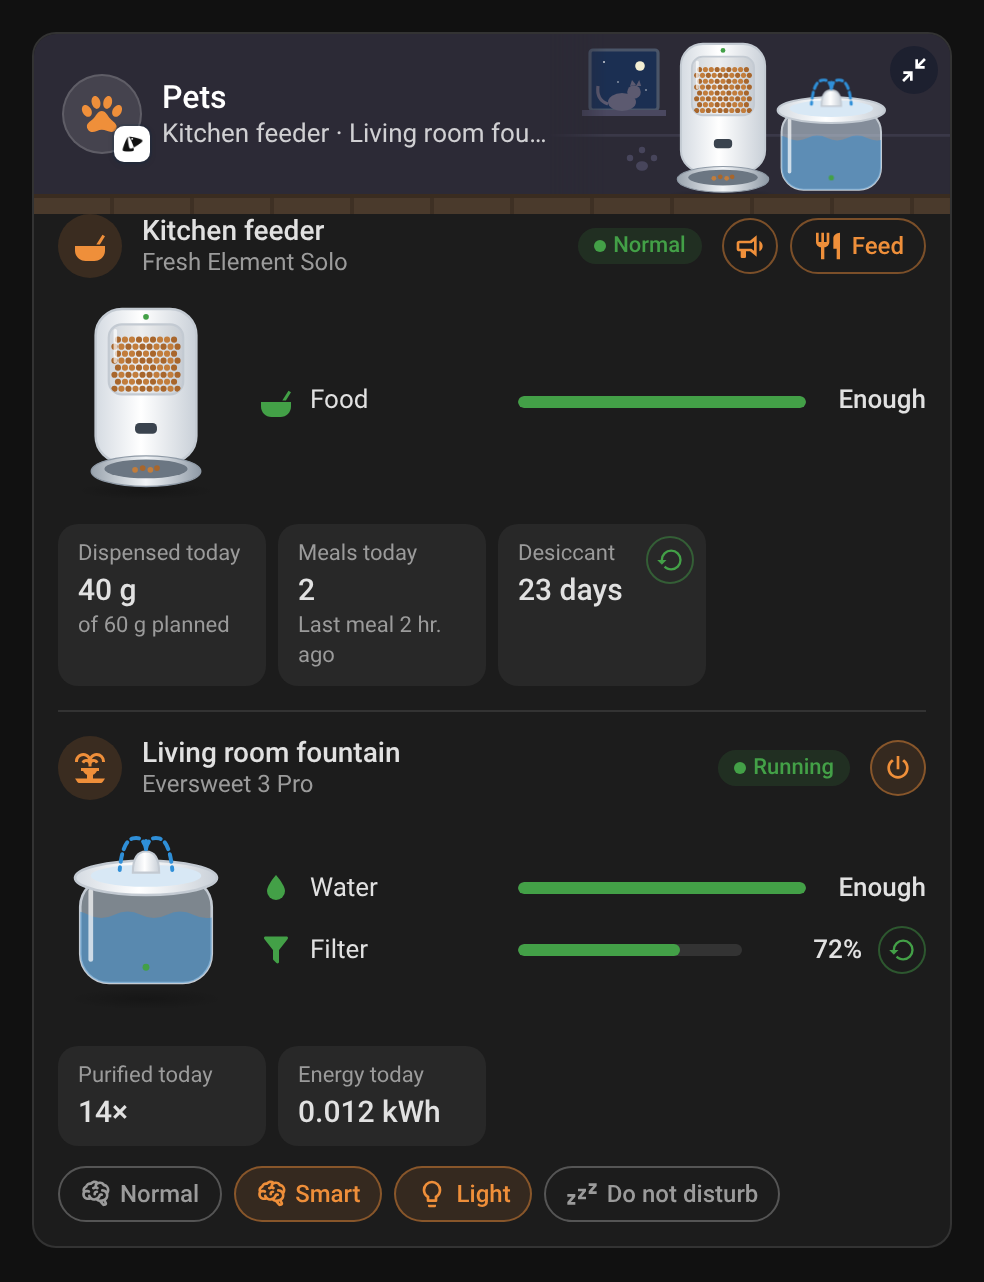 Pets
Kitchen feeder · Living room fou...
Kitchen feeder
Fresh Element Solo
Normal
Feed
Food
Enough
Dispensed today
40 g
of 60 g planned
Meals today
2
Last meal 2 hr.
ago
Desiccant
23 days
Living room fountain
Eversweet 3 Pro
Running
Water
Enough
Filter
72%
Purified today
14×
Energy today
0.012 kWh
Normal
Smart
Light
zzz
Do not disturb